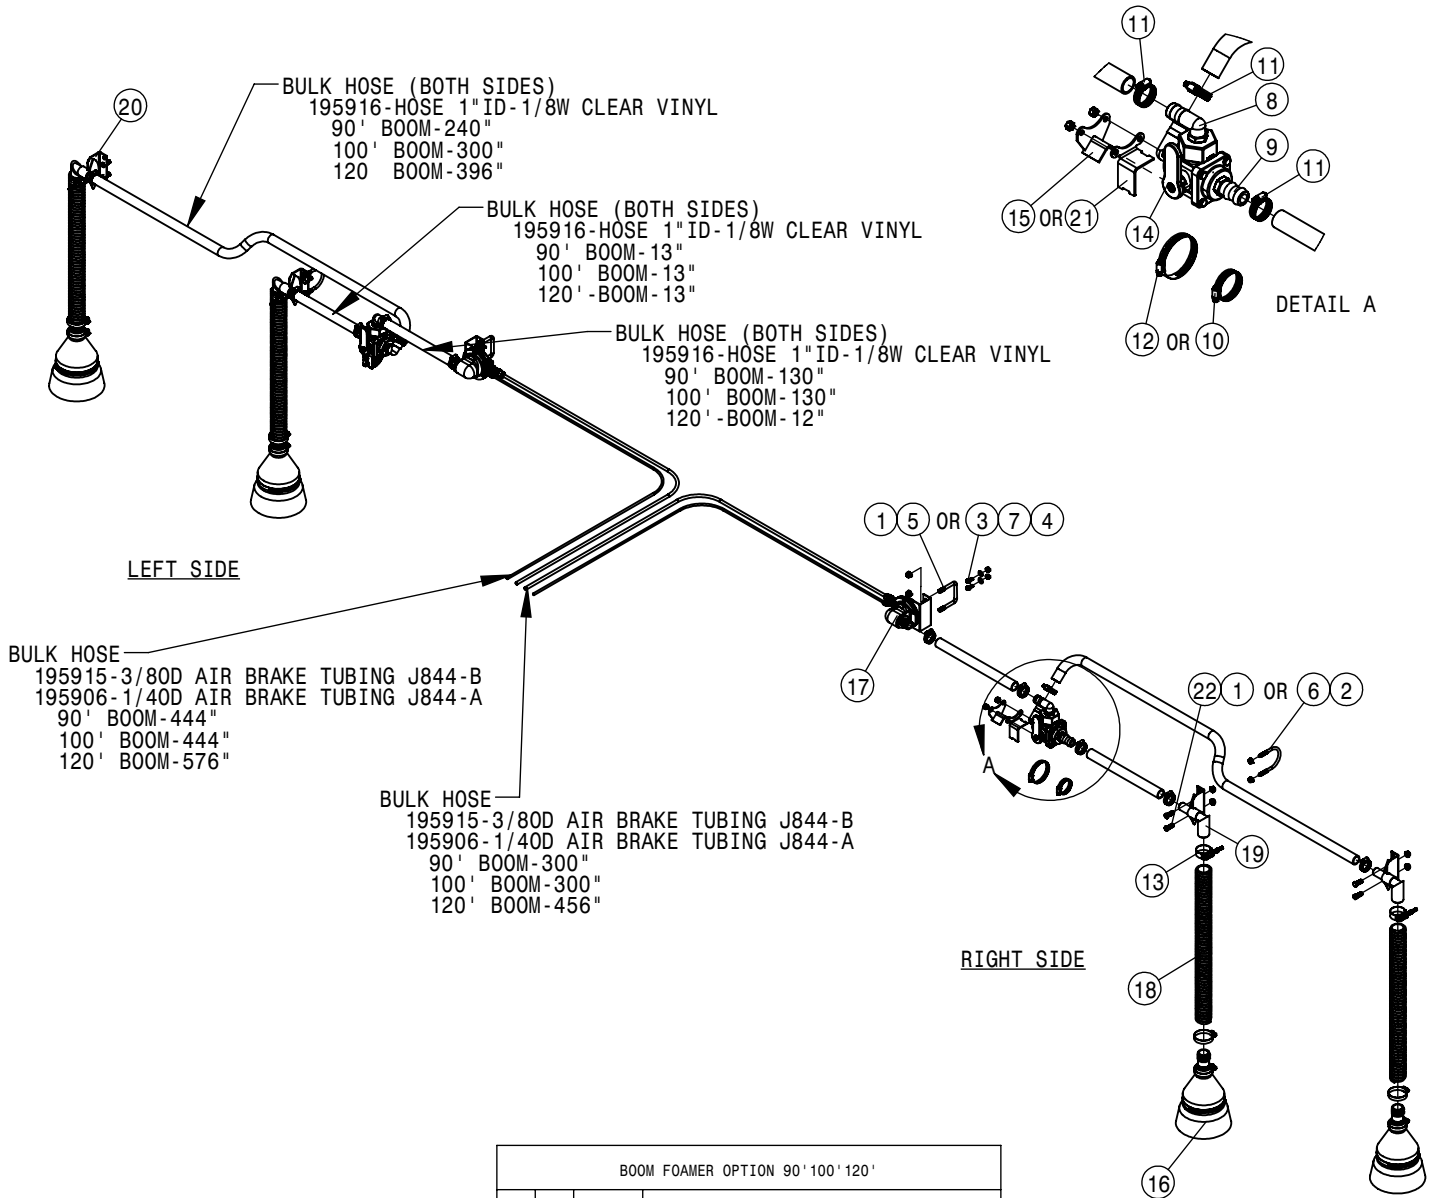 11
11
8
9
11
15 OR 21
14
12 OR 10
DETAIL A
20
BULK HOSE (BOTH SIDES)
195916-HOSE 1"ID-1/8W CLEAR VINYL
90' BOOM-240"
100' BOOM-300"
120 BOOM-396"
BULK HOSE (BOTH SIDES)
195916-HOSE 1"ID-1/8W CLEAR VINYL
90' BOOM-13"
100' BOOM-13"
120'-BOOM-13"
BULK HOSE (BOTH SIDES)
195916-HOSE 1"ID-1/8W CLEAR VINYL
90' BOOM-130"
100' BOOM-130"
120'-BOOM-12"
1 5 OR 3 7 4
LEFT SIDE
BULK HOSE
195915-3/8OD AIR BRAKE TUBING J844-B
195906-1/4OD AIR BRAKE TUBING J844-A
90' BOOM-444"
100' BOOM-444"
120' BOOM-576"
17
22 1 OR 6 2
A
BULK HOSE
195915-3/8OD AIR BRAKE TUBING J844-B
195906-1/4OD AIR BRAKE TUBING J844-A
90' BOOM-300"
100' BOOM-300"
120' BOOM-456"
19
13
RIGHT SIDE
18
16
BOOM FOAMER OPTION 90'100'120'